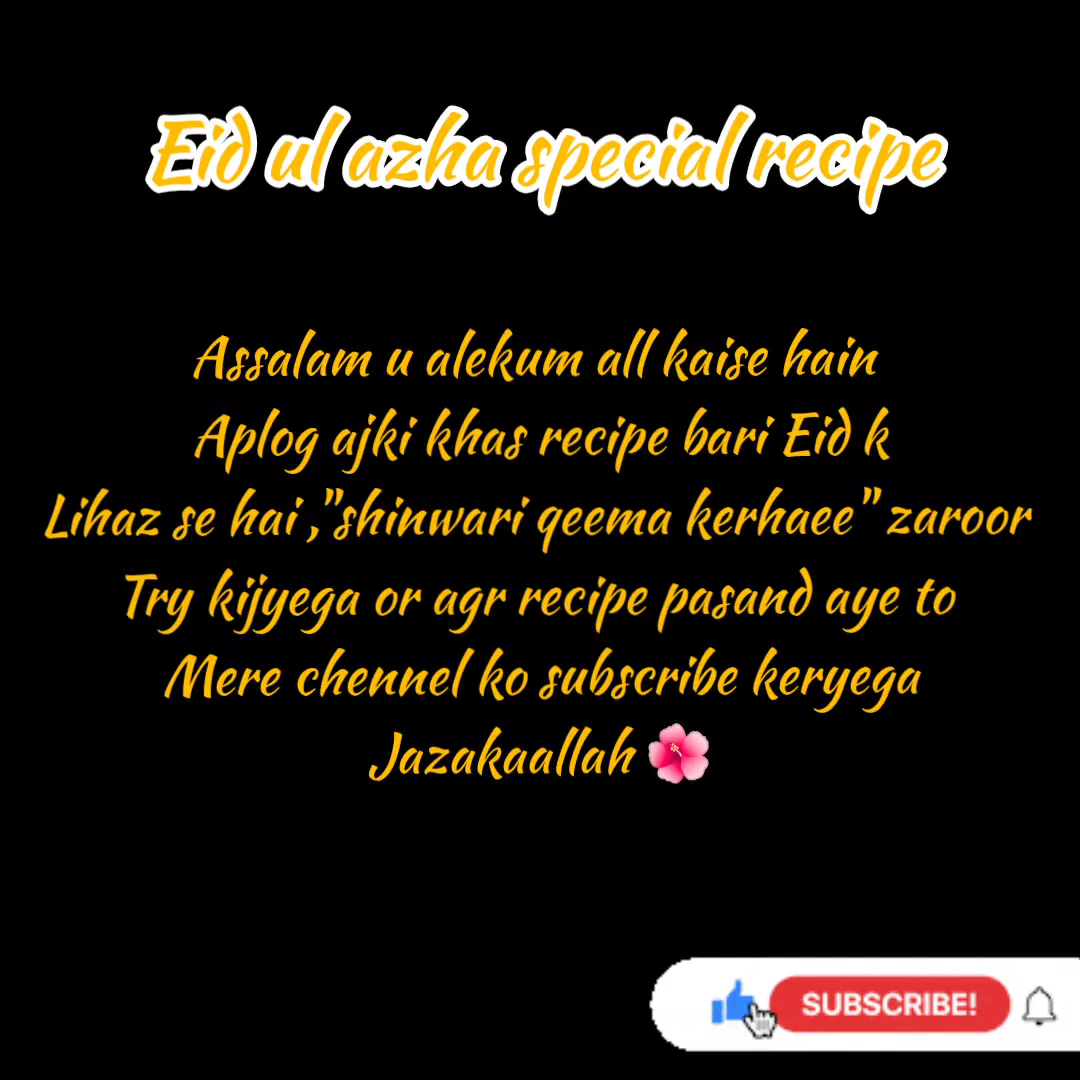 Eid ul azha special recipe
Assalam u alekum all kaise hain
Aplog ajki khas recipe bari Eid k
Lihaz se hai ,"shinwari qeema kerhaee" zaroor
Try kijyega or agr recipe pasand aye to
Mere chennel ko subscribe keryega
Jazakaallah 🌺
SUBSCRIBE!